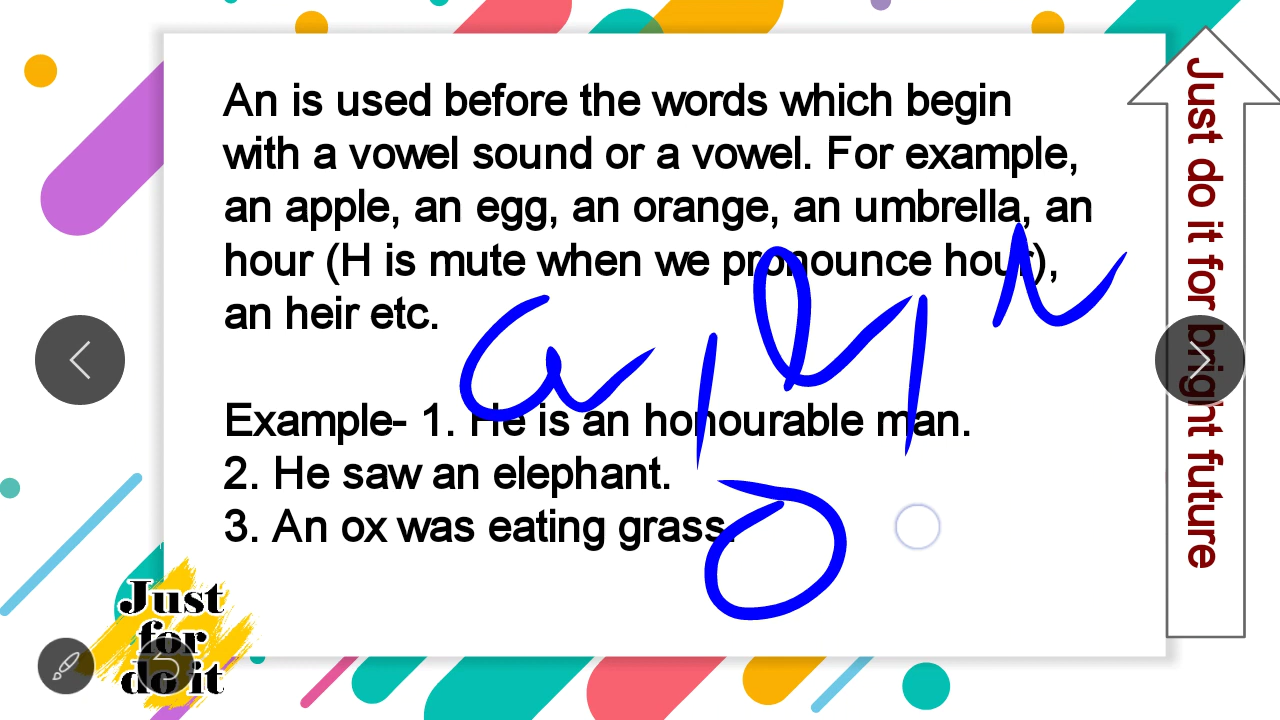 An is used before the words which begin
with a vowel sound or a vowel. For example,
an apple, an egg, an orange, an umbrella, an
hour (H is mute when we pronounce hour),
an heir etc.
Example- 1. He is an honourable man.
2. He saw an elephant.
3. An ox was eating grass.
Just do it for bright future
Just
for
do it